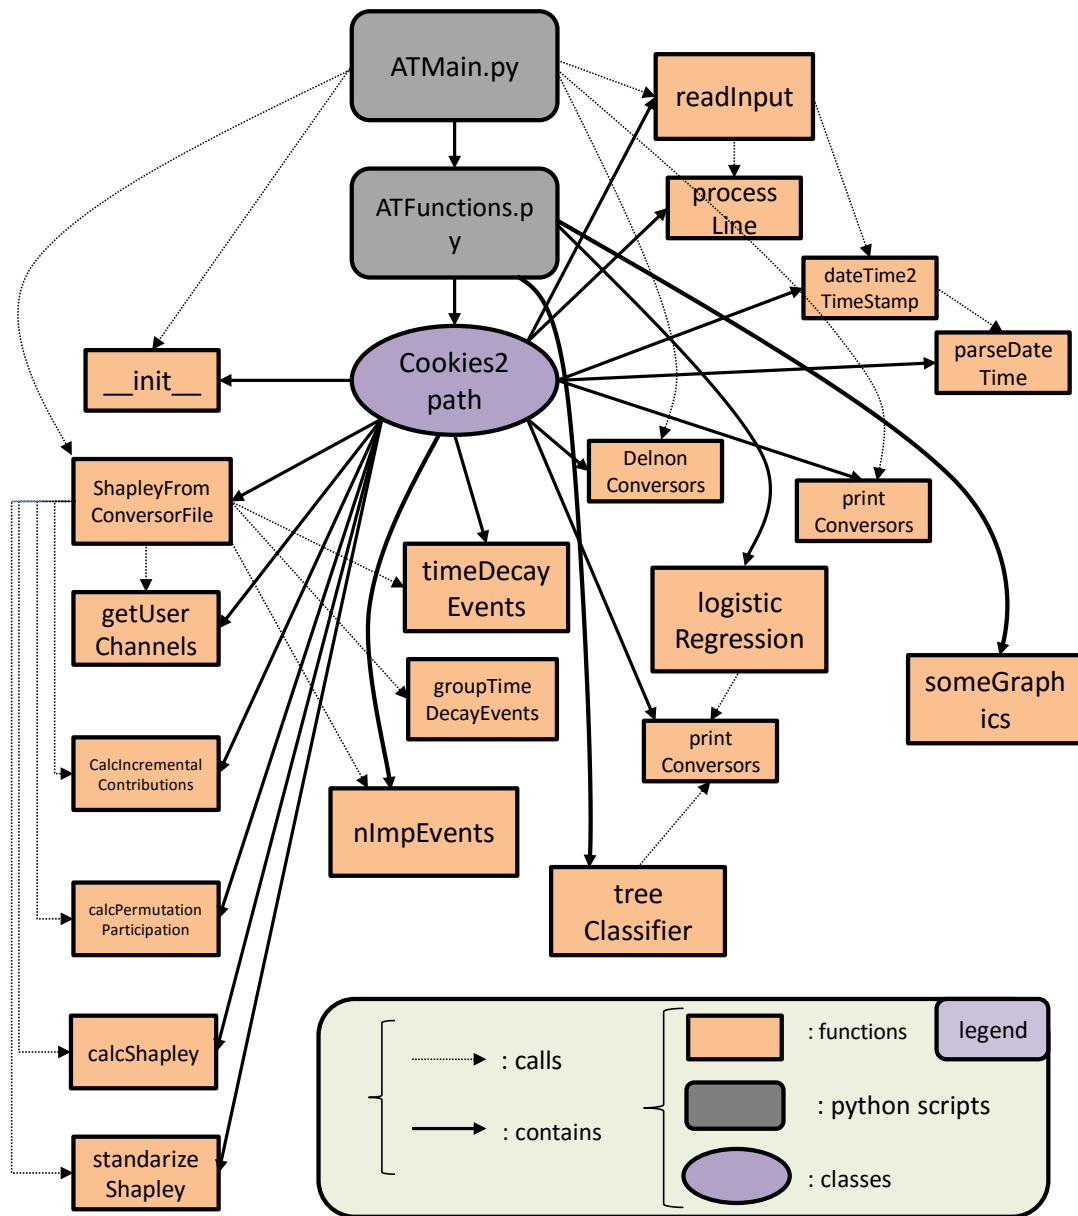 ATMain.py
readInput
ATFunctions.p
y
process
Line
dateTime2
TimeStamp
parseDate
Time
Cookies2
path
__init__
Delnon
Conversors
print
Conversors
ShapleyFrom
ConversorFile
timeDecay
Events
logistic
Regression
getUser
Channels
groupTime
DecayEvents
someGraph
ics
print
Conversors
CalcIncremental
Contributions
nImpEvents
tree
Classifier
calcPermutation
Participation
calcShapley
standarize
Shapley
legend
: functions
: calls
: python scripts
: contains
: classes